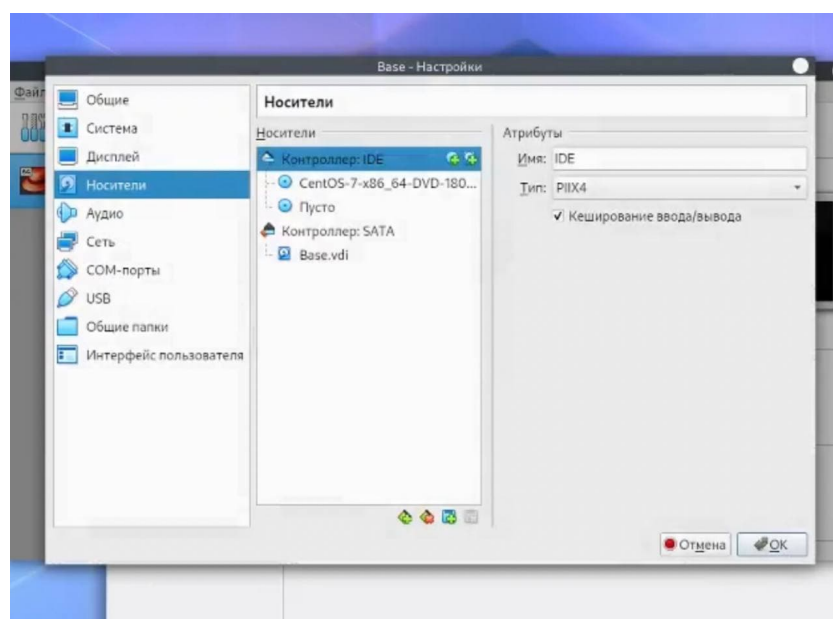 Base - Настройки
Файл
Общие
Система
Дисплей
Носители
Аудио
Сеть
COM-порты
USB
Общие папки
Интерфейс пользователя
Носители
Носители
Контроллер: IDE
CentOS-7-x86_64-DVD-180...
Пусто
Контроллер: SATA
Base.vdi
Атрибуты
Имя: IDE
Тип: PIIX4
Кеширование ввода/вывода
Отмена
OK